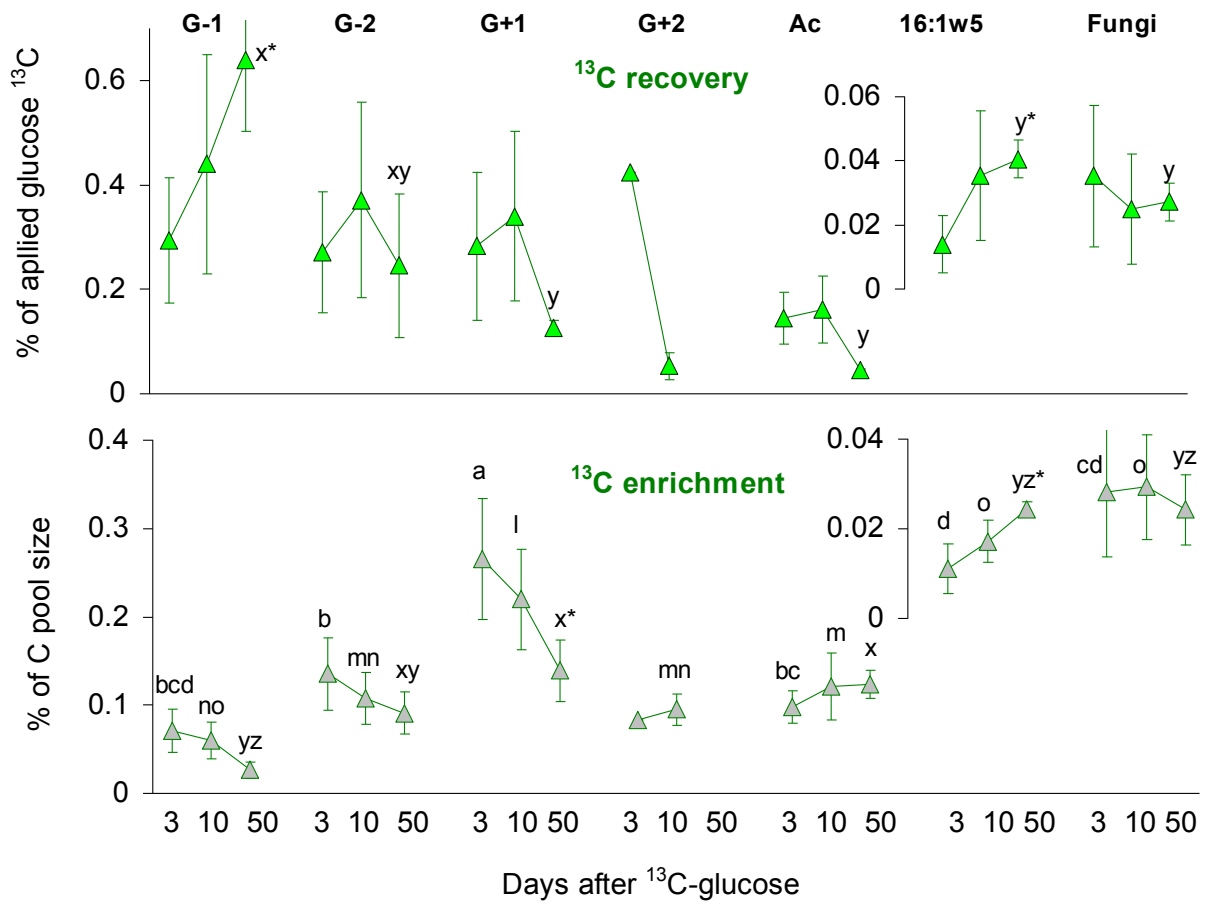 G-1 G-2 G+1 G+2 Ac 16:1w5 Fungi
% of apllied glucose ¹³C
¹³C recovery
0.6
0.4
0.2
0
x*
xy
y
y
0.06
0.04
0.02
0
y*
y
% of C pool size
¹³C enrichment
0.4
0.3
0.2
0.1
0
bcd no yz
b mn xy
a l x*
mn
bc m x
0.04
0.02
0
d o yz*
cd o yz
3 10 50 3 10 50 3 10 50 3 10 50 3 10 50 3 10 50 3 10 50
Days after ¹³C-glucose